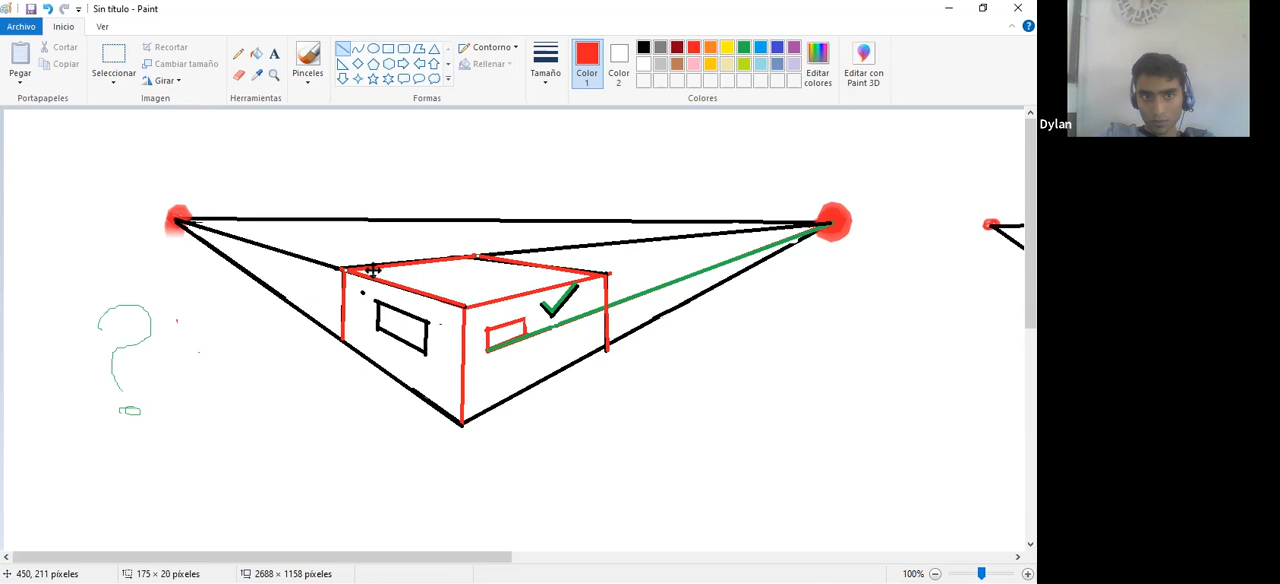 Sin título - Paint
Archivo Inicio Ver
Pegar
Cortar
Copiar
Portapapeles
Seleccionar
Recortar
Cambiar tamaño
Girar
Imagen
Herramientas
Pinceles
Formas
Contorno
Rellenar
Tamaño
Color 1
Color 2
Colores
Editar colores
Editar con Paint 3D
Dylan
?
450, 211 píxeles 175 × 20 píxeles 2688 × 1158 píxeles 100%